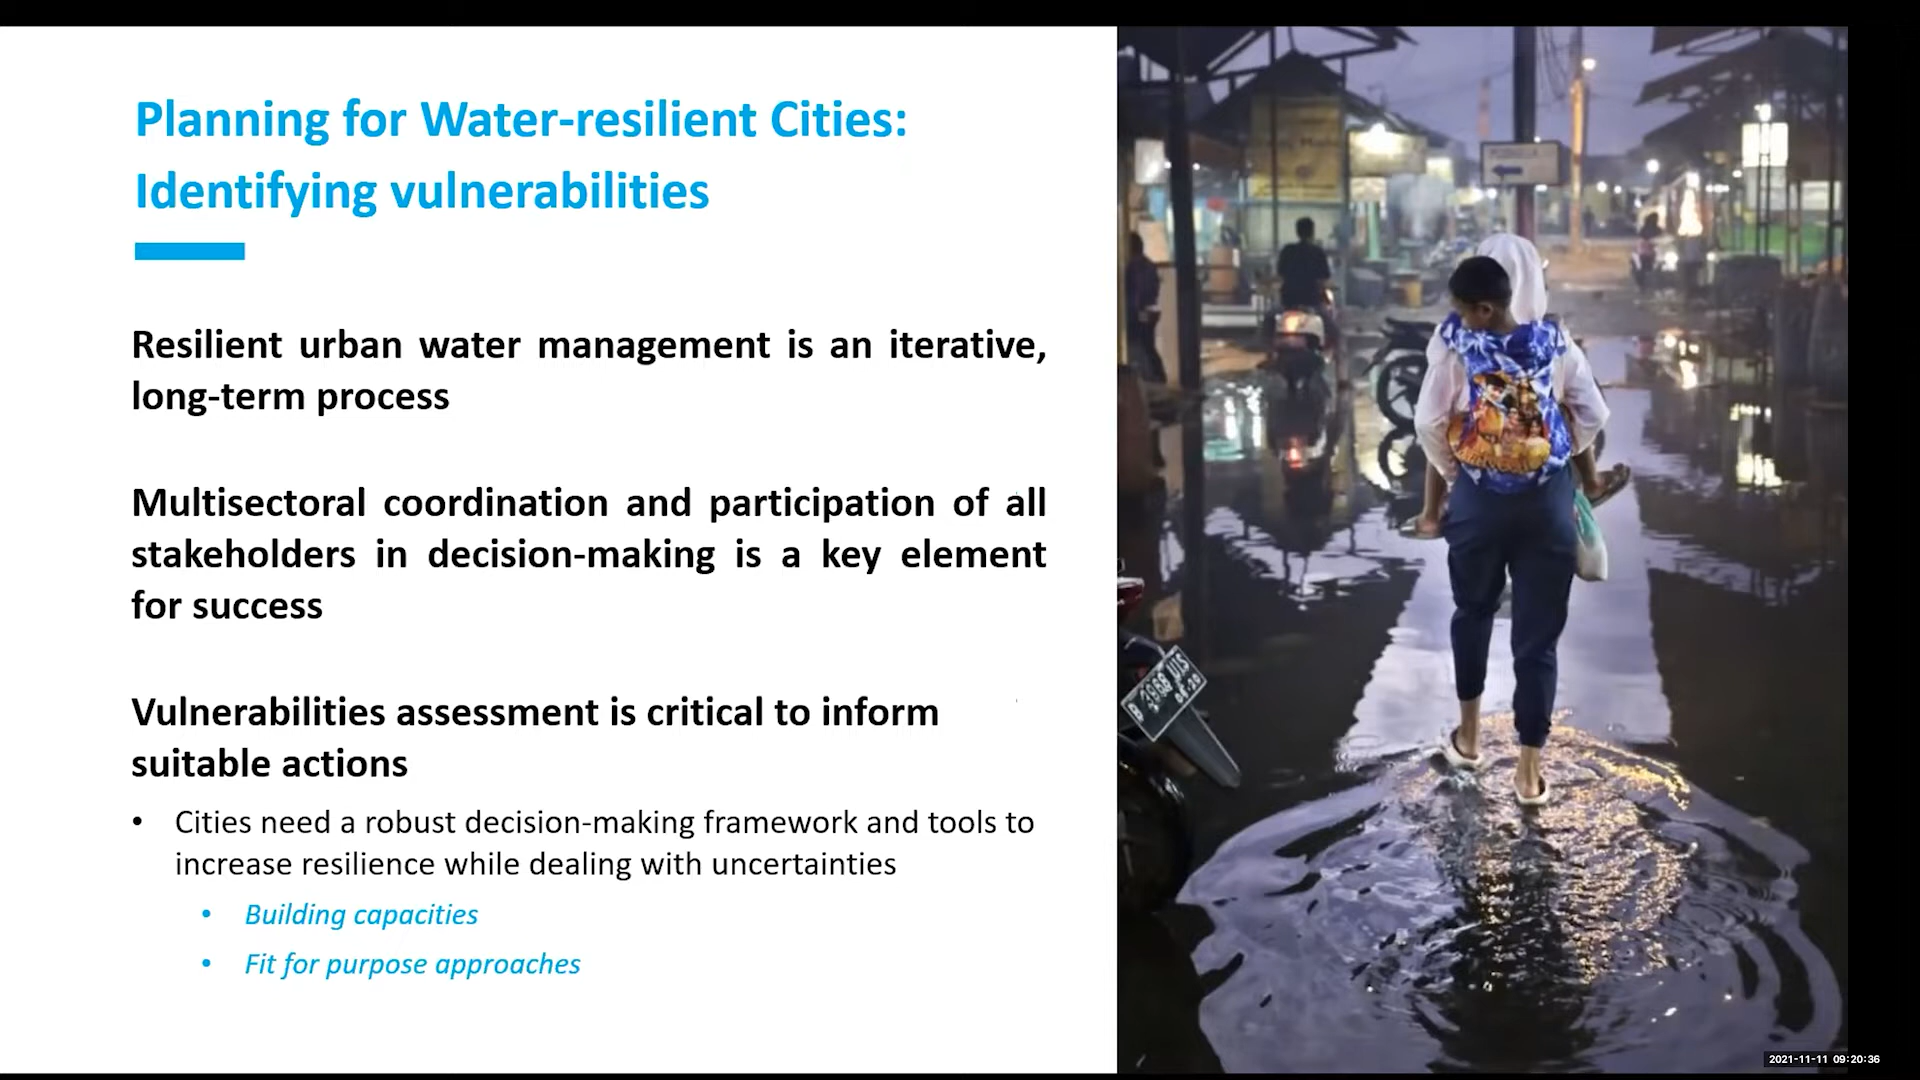 Planning for Water-resilient Cities:
Identifying vulnerabilities
Resilient urban water management is an iterative,
long-term process
Multisectoral coordination and participation of all
stakeholders in decision-making is a key element
for success
Vulnerabilities assessment is critical to inform
suitable actions
• Cities need a robust decision-making framework and tools to
increase resilience while dealing with uncertainties
• Building capacities
• Fit for purpose approaches
2021-11-11 09:20:36